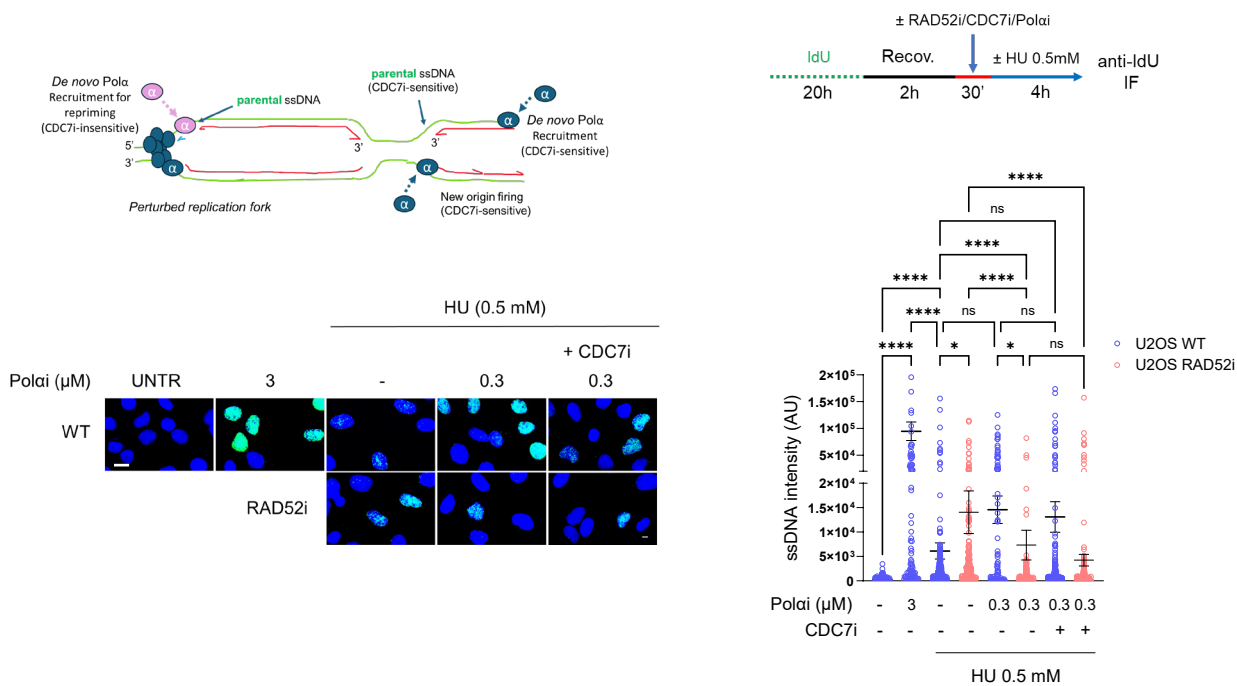 De novo Polα
Recruitment for
repriming
(CDC7i-insensitive)
α
α
parental ssDNA
parental ssDNA
(CDC7i-sensitive)
α
α
De novo Polα
Recruitment
(CDC7i-sensitive)
5'
3'
α
3'
3'
α
α
New origin firing
(CDC7i-sensitive)
Perturbed replication fork
± RAD52i/CDC7i/Polαi
IdU
Recov.
± HU 0.5mM
anti-IdU
IF
20h
2h
30'
4h
HU (0.5 mM)
+ CDC7i
Polαi (µM)
UNTR
3
-
0.3
0.3
WT
RAD52i
****
ns
****
**** ****
**** ns ns
**** * * ns
U2OS WT
U2OS RAD52i
ssDNA intensity (AU)
2×10⁵
1.5×10⁵
1×10⁵
5×10⁴
2×10⁴
1.5×10⁴
1×10⁴
5×10³
0
Polαi (µM) - 3 - - 0.3 0.3 0.3 0.3
CDC7i - - - - - - + +
HU 0.5 mM